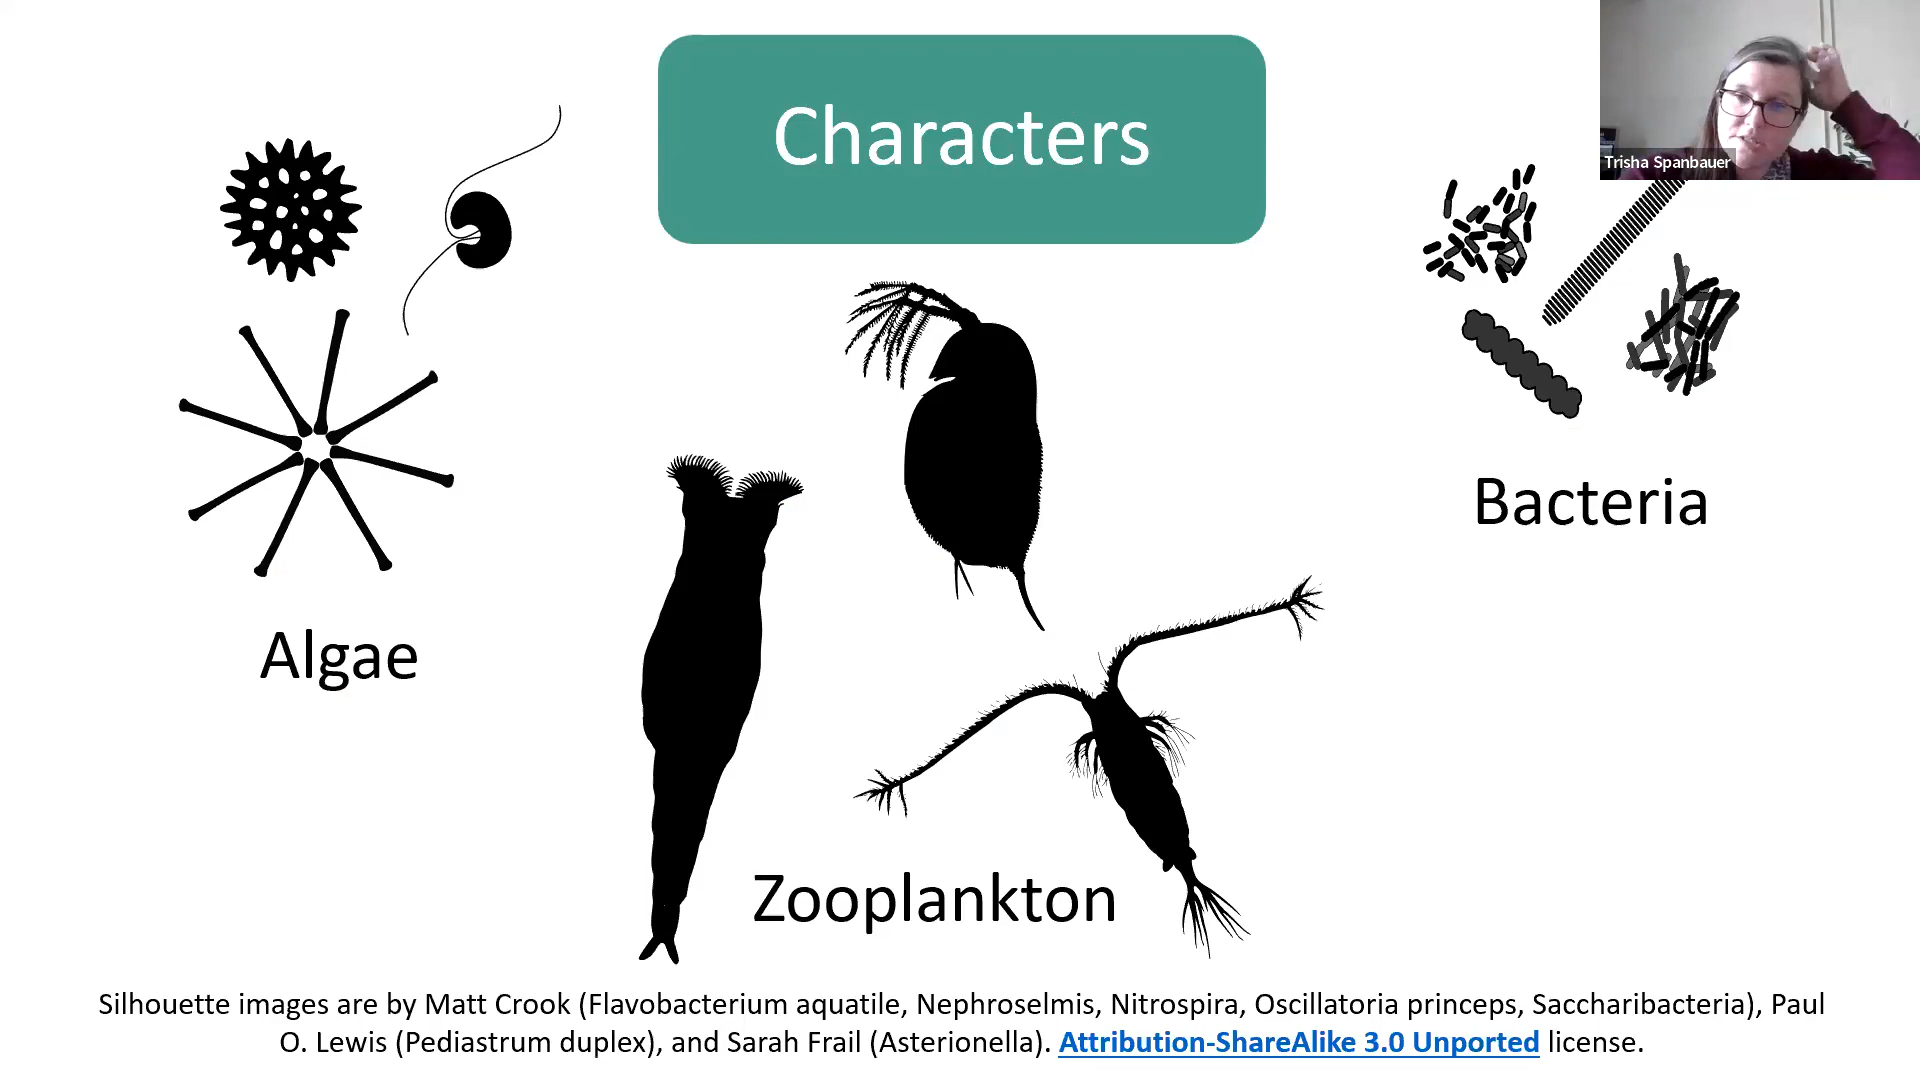 Characters
Trisha Spanbauer
Bacteria
Algae
Zooplankton
Silhouette images are by Matt Crook (Flavobacterium aquatile, Nephroselmis, Nitrospira, Oscillatoria princeps, Saccharibacteria), Paul
O. Lewis (Pediastrum duplex), and Sarah Frail (Asterionella). Attribution-ShareAlike 3.0 Unported license.